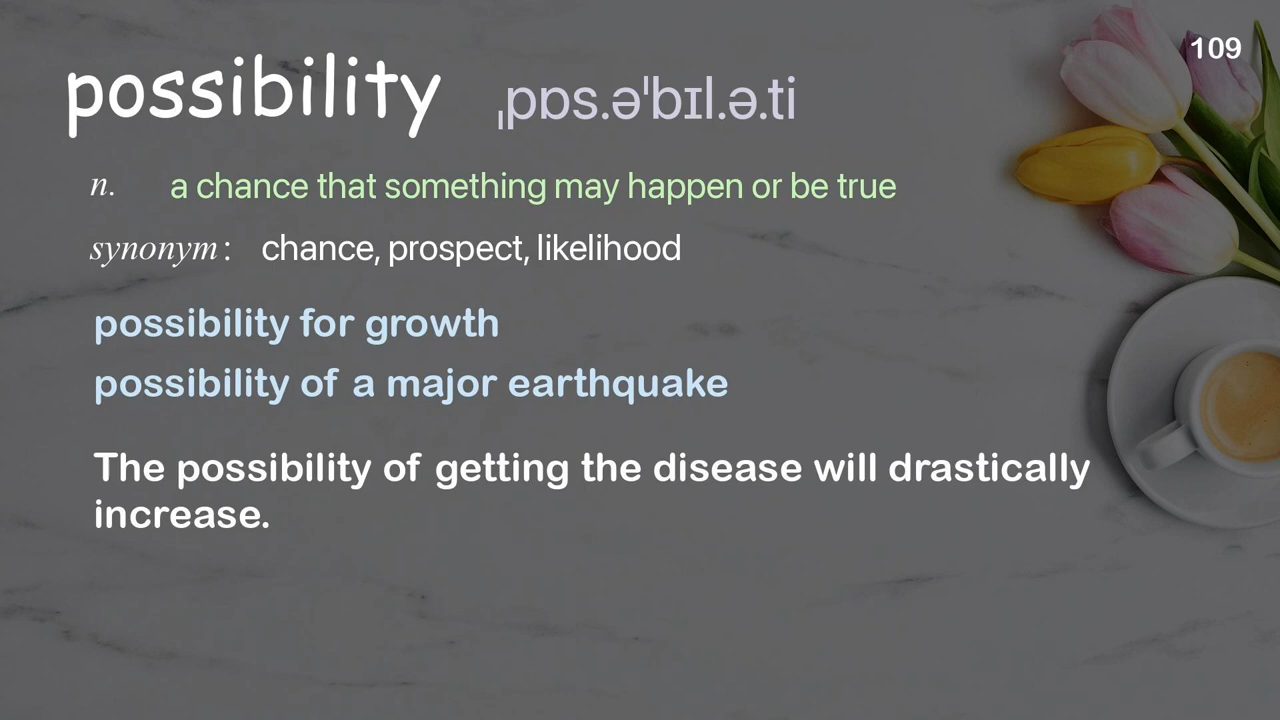 109
possibility ˌpɒs.əˈbɪl.ə.ti
n. a chance that something may happen or be true
synonym: chance, prospect, likelihood
possibility for growth
possibility of a major earthquake
The possibility of getting the disease will drastically
increase.